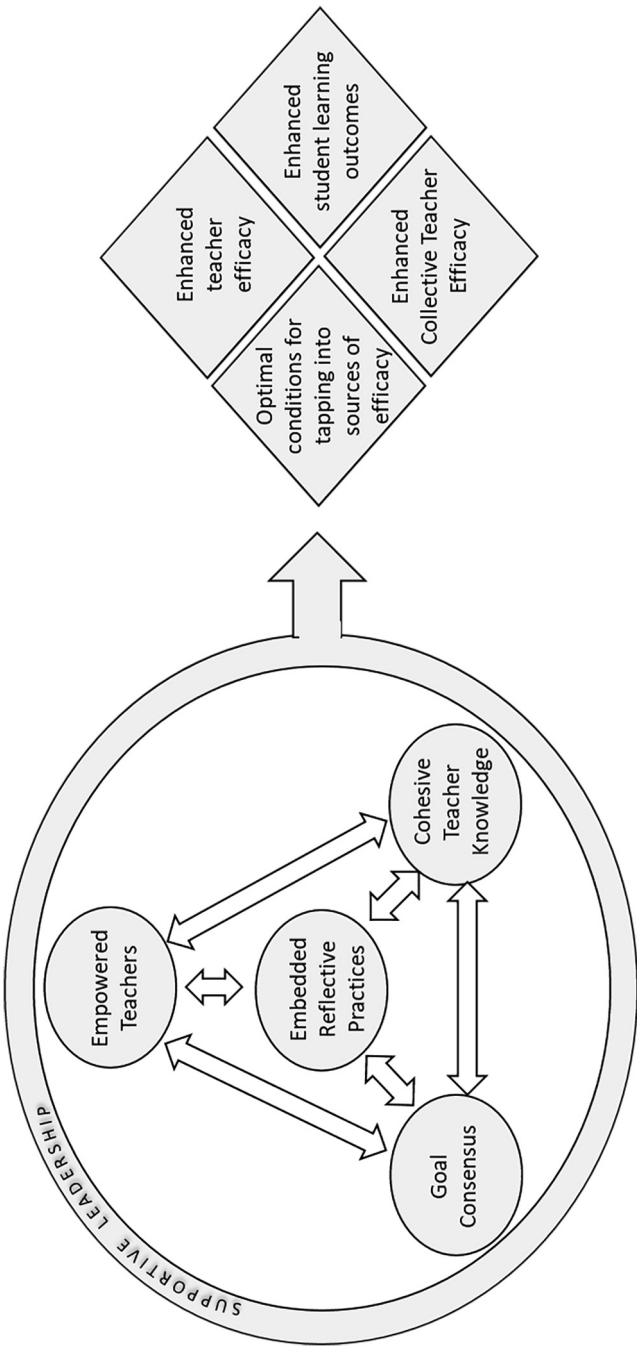 SUPPORTIVE LEADERSHIP
Empowered
Teachers
Embedded
Reflective
Practices
Goal
Consensus
Cohesive
Teacher
Knowledge
Optimal
conditions for
tapping into
sources of
efficacy
Enhanced
teacher
efficacy
Enhanced
Collective Teacher
Efficacy
Enhanced
student learning
outcomes